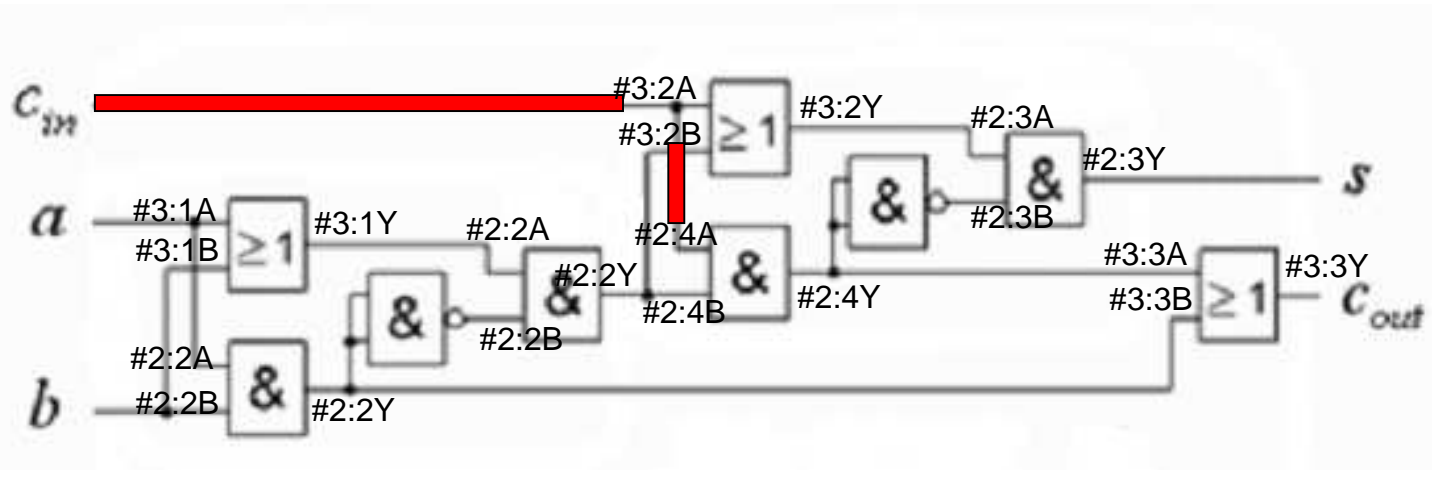 c_in
#3:2A
≥ 1
#3:2Y
#3:2B
#2:3A
&
#2:3Y
s
&
#2:3B
a
#3:1A
#3:1B
≥ 1
#3:1Y
#2:2A
#2:2Y
&
#2:4A
&
#2:4B
#2:4Y
#3:3A
#3:3B
≥ 1
#3:3Y
c_out
&
#2:2B
#2:2A
b
#2:2B
&
#2:2Y